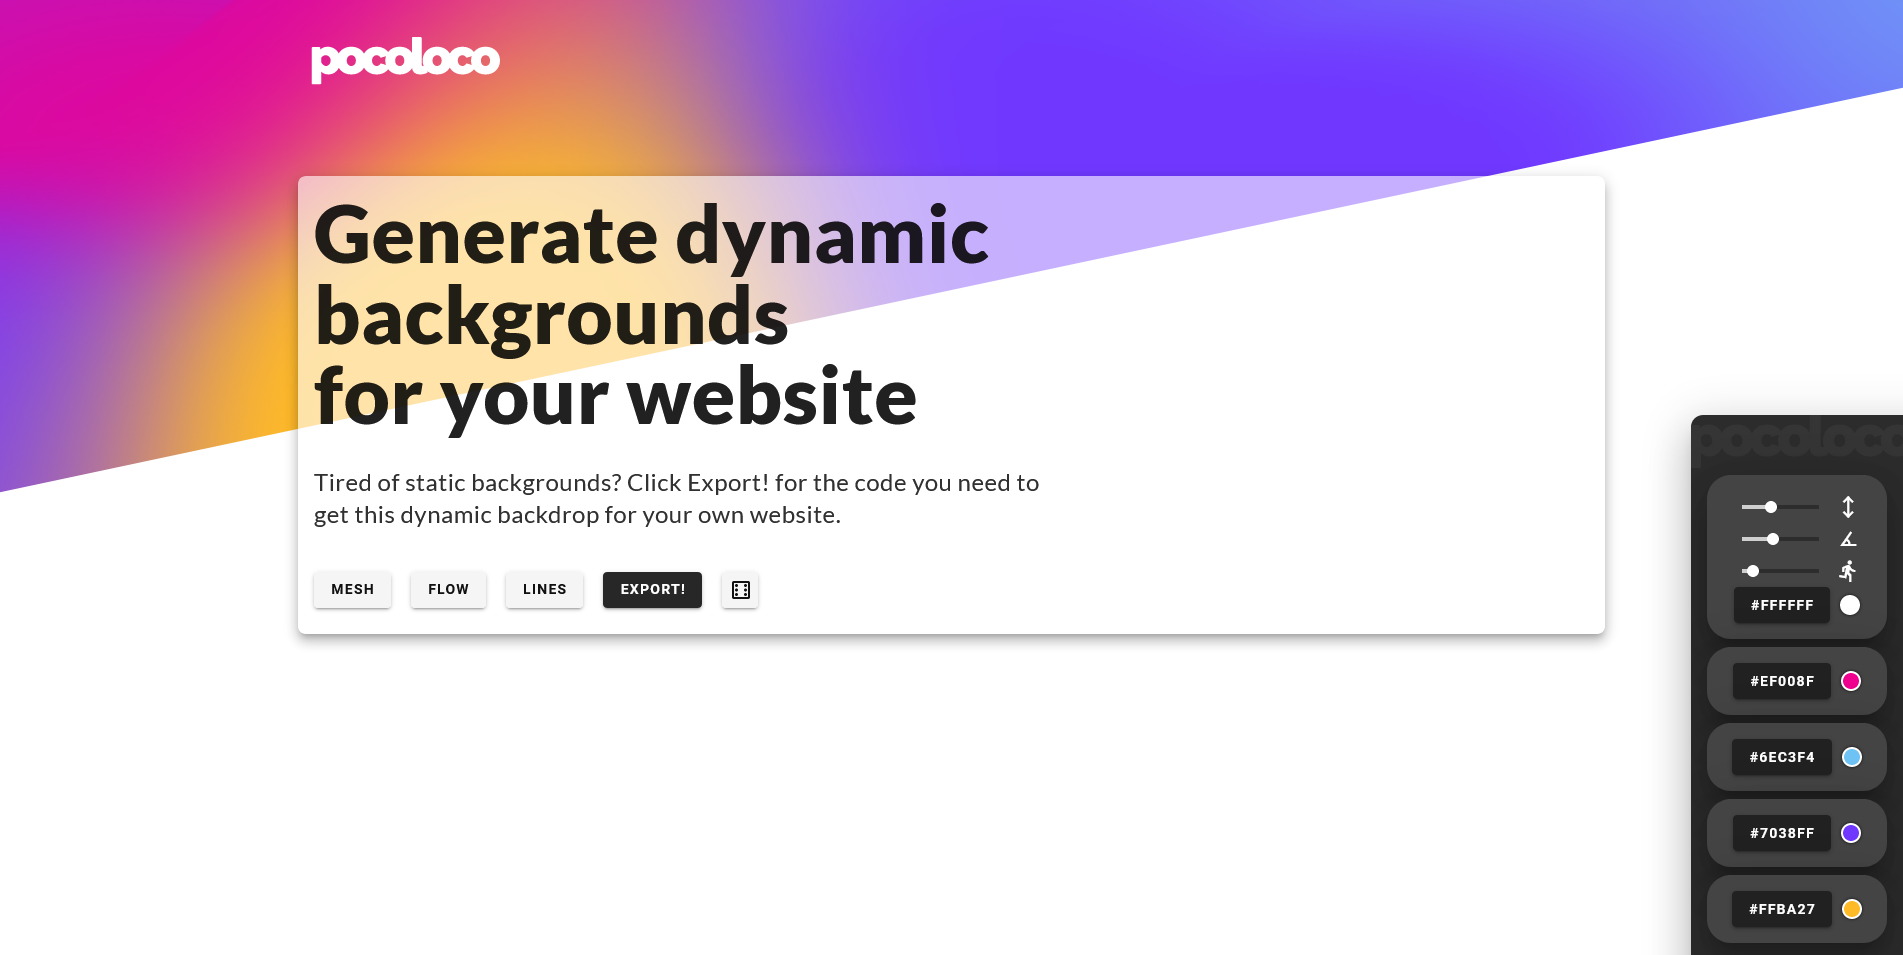 pocoloco
Generate dynamic
backgrounds
for your website
Tired of static backgrounds? Click Export! for the code you need to
get this dynamic backdrop for your own website.
MESH
FLOW
LINES
EXPORT!
pocoloco
#FFFFFF
#EF008F
#6EC3F4
#7038FF
#FFBA27